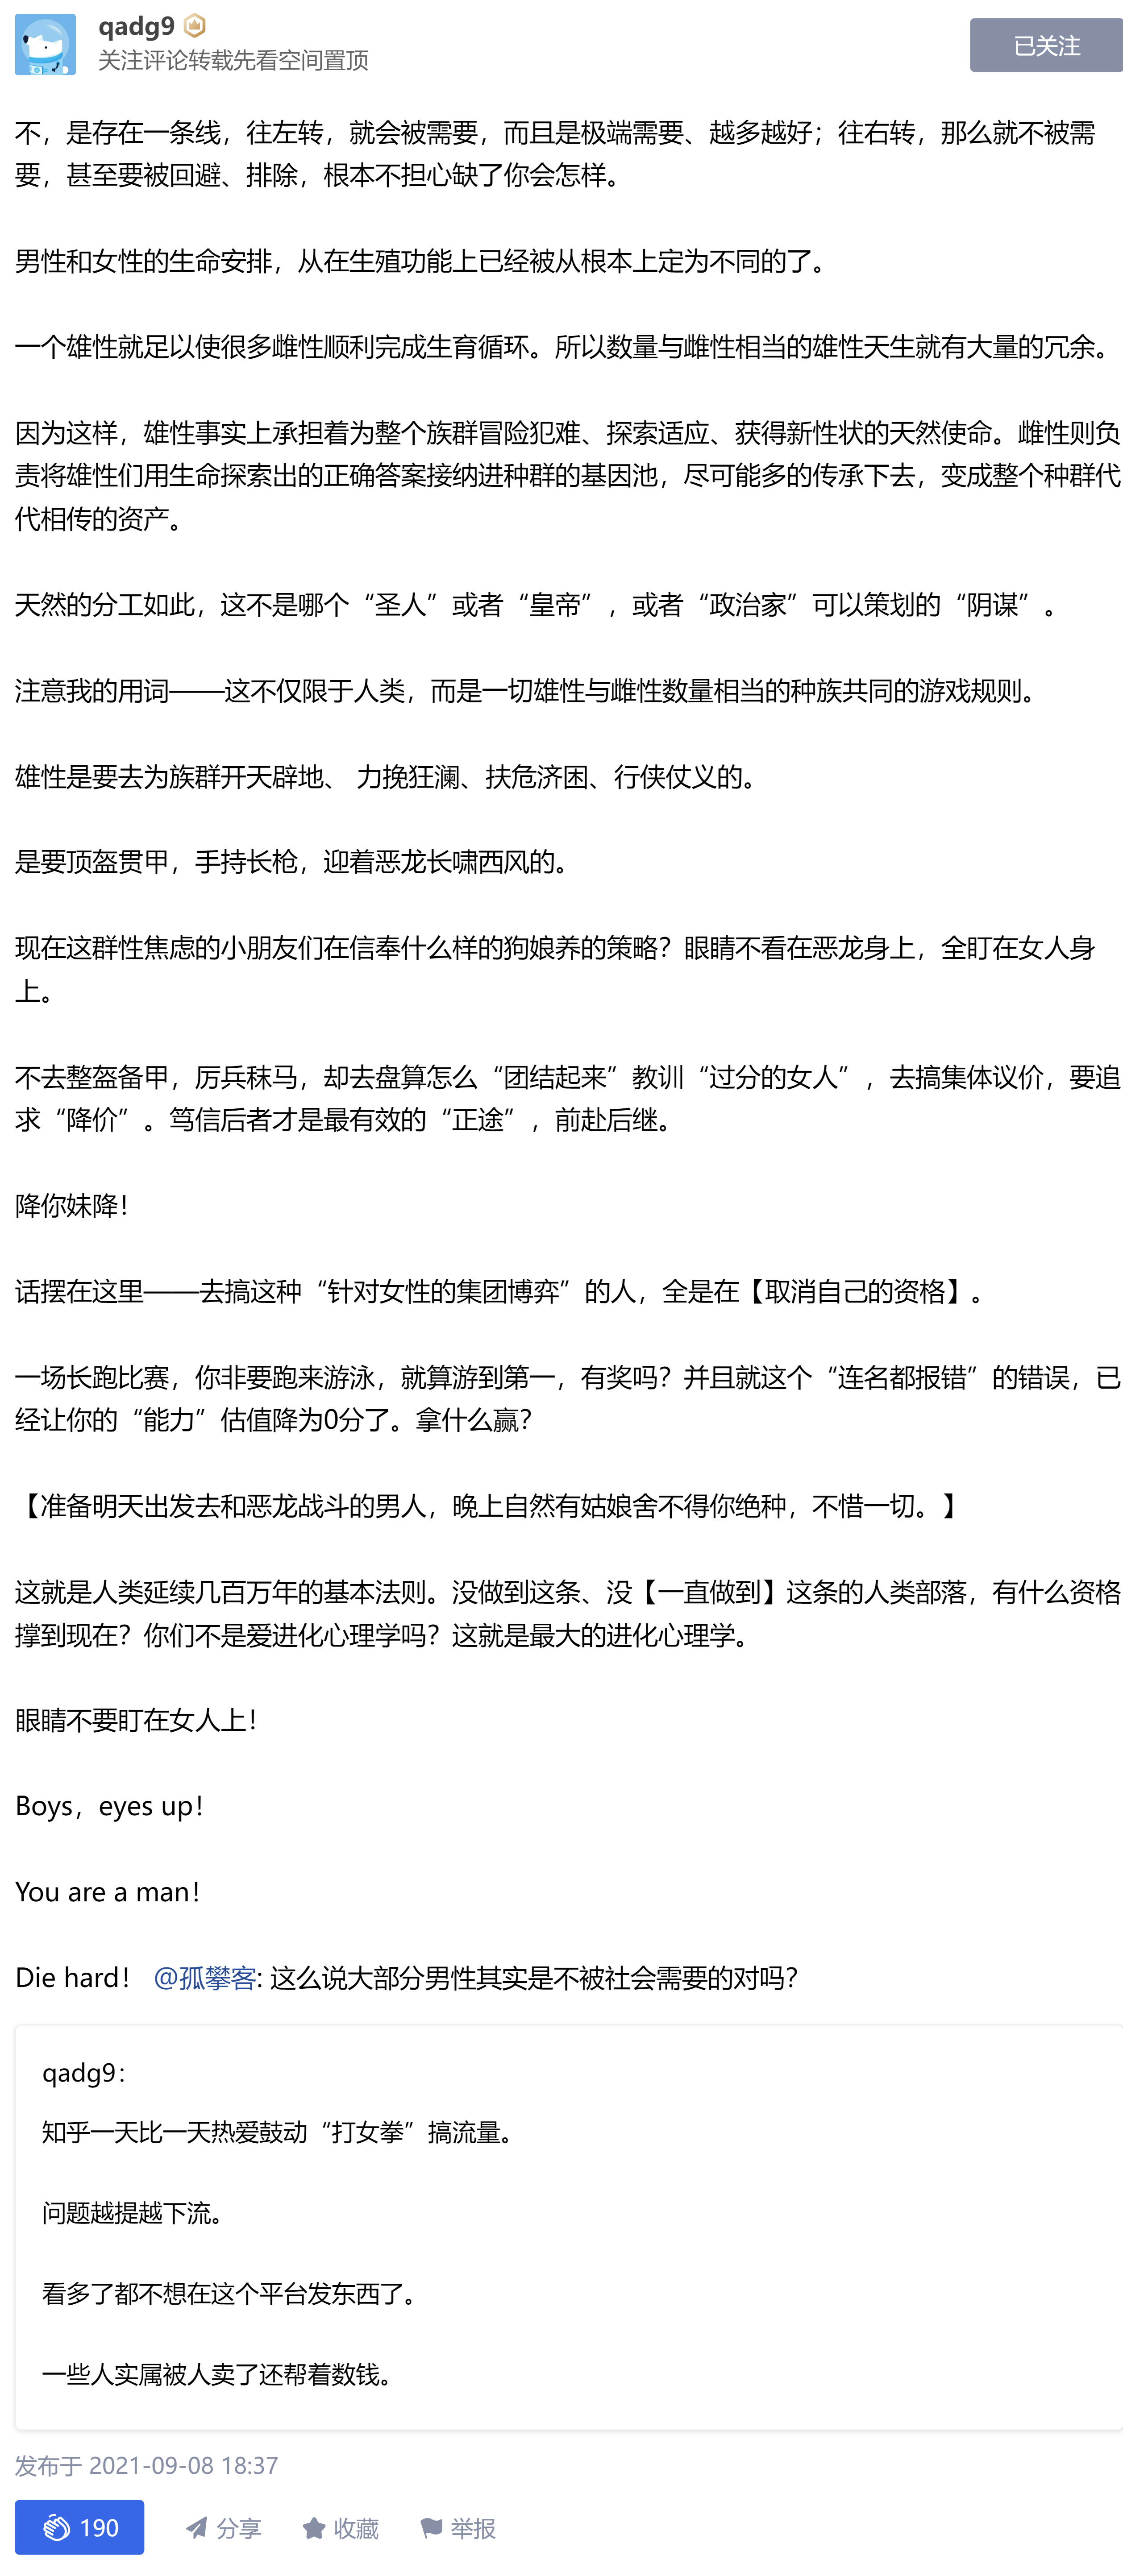 qadg9
关注评论转载先看空间置顶
已关注
不，是存在一条线，往左转，就会被需要，而且是极端需要、越多越好；往右转，那么就不被需
要，甚至要被回避、排除，根本不担心缺了你会怎样。
男性和女性的生命安排，从在生殖功能上已经被从根本上定为不同的了。
一个雄性就足以使很多雌性顺利完成生育循环。所以数量与雌性相当的雄性天生就有大量的冗余。
因为这样，雄性事实上承担着为整个族群冒险犯难、探索适应、获得新性状的天然使命。雌性则负
责将雄性们用生命探索出的正确答案接纳进种群的基因池，尽可能多的传承下去，变成整个种群代
代相传的资产。
天然的分工如此，这不是哪个“圣人”或者“皇帝”，或者“政治家”可以策划的“阴谋”。
注意我的用词——这不仅限于人类，而是一切雄性与雌性数量相当的种族共同的游戏规则。
雄性是要去为族群开天辟地、 力挽狂澜、扶危济困、行侠仗义的。
是要顶盔贯甲，手持长枪，迎着恶龙长啸西风的。
现在这群性焦虑的小朋友们在信奉什么样的狗娘养的策略？眼睛不看在恶龙身上，全盯在女人身
上。
不去整盔备甲，厉兵秣马，却去盘算怎么“团结起来”教训“过分的女人”，去搞集体议价，要追
求“降价”。笃信后者才是最有效的“正途”，前赴后继。
降你妹降！
话摆在这里——去搞这种“针对女性的集团博弈”的人，全是在【取消自己的资格】。
一场长跑比赛，你非要跑来游泳，就算游到第一，有奖吗？并且就这个“连名都报错”的错误，已
经让你的“能力”估值降为0分了。拿什么赢？
【准备明天出发去和恶龙战斗的男人，晚上自然有姑娘舍不得你绝种，不惜一切。】
这就是人类延续几百万年的基本法则。没做到这条、没【一直做到】这条的人类部落，有什么资格
撑到现在？你们不是爱进化心理学吗？这就是最大的进化心理学。
眼睛不要盯在女人上！
Boys，eyes up！
You are a man！
Die hard！ @孤攀客: 这么说大部分男性其实是不被社会需要的对吗？
qadg9：
知乎一天比一天热爱鼓动“打女拳”搞流量。
问题越提越下流。
看多了都不想在这个平台发东西了。
一些人实属被人卖了还帮着数钱。
发布于 2021-09-08 18:37
190 分享 收藏 举报